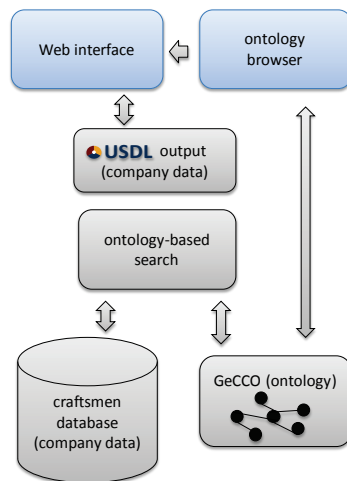 Web interface
ontology
browser
USDL output
(company data)
ontology-based
search
craftsmen
database
(company data)
GeCCO (ontology)